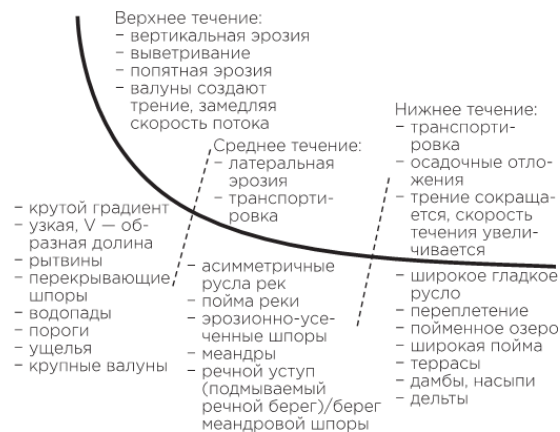 Верхнее течение:
– вертикальная эрозия
– выветривание
– попятная эрозия
– валуны создают
трение, замедляя
скорость потока
Среднее течение:
– латеральная
эрозия
– транспорти-
ровка
Нижнее течение:
– транспорти-
ровка
– осадочные отло-
жения
– трение сокраща-
ется, скорость
течения увели-
чивается
– крутой градиент
– узкая, V — об-
разная долина
– рытвины
– перекрывающие
шпоры
– водопады
– пороги
– ущелья
– крупные валуны
– асимметричные
русла рек
– пойма реки
– эрозионно-усе-
ченные шпоры
– меандры
– речной уступ
(подмываемый
речной берег)/берег
меандровой шпоры
– широкое гладкое
русло
– переплетение
– пойменное озеро
– широкая пойма
– террасы
– дамбы, насыпи
– дельты